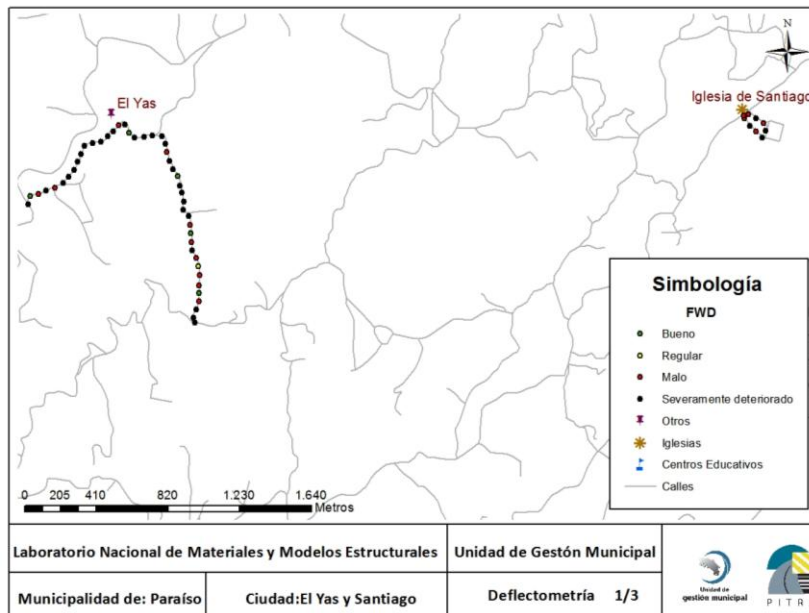 N
El Yas
Iglesia de Santiago
Simbología
FWD
Bueno
Regular
Malo
Severamente deteriorado
Otros
Iglesias
Centros Educativos
Calles
0 205 410 820 1.230 1.640
Metros
Laboratorio Nacional de Materiales y Modelos Estructurales
Unidad de Gestión Municipal
Municipalidad de: Paraíso
Ciudad:El Yas y Santiago
Deflectometría 1/3
Unidad de
gestión municipal
PITR